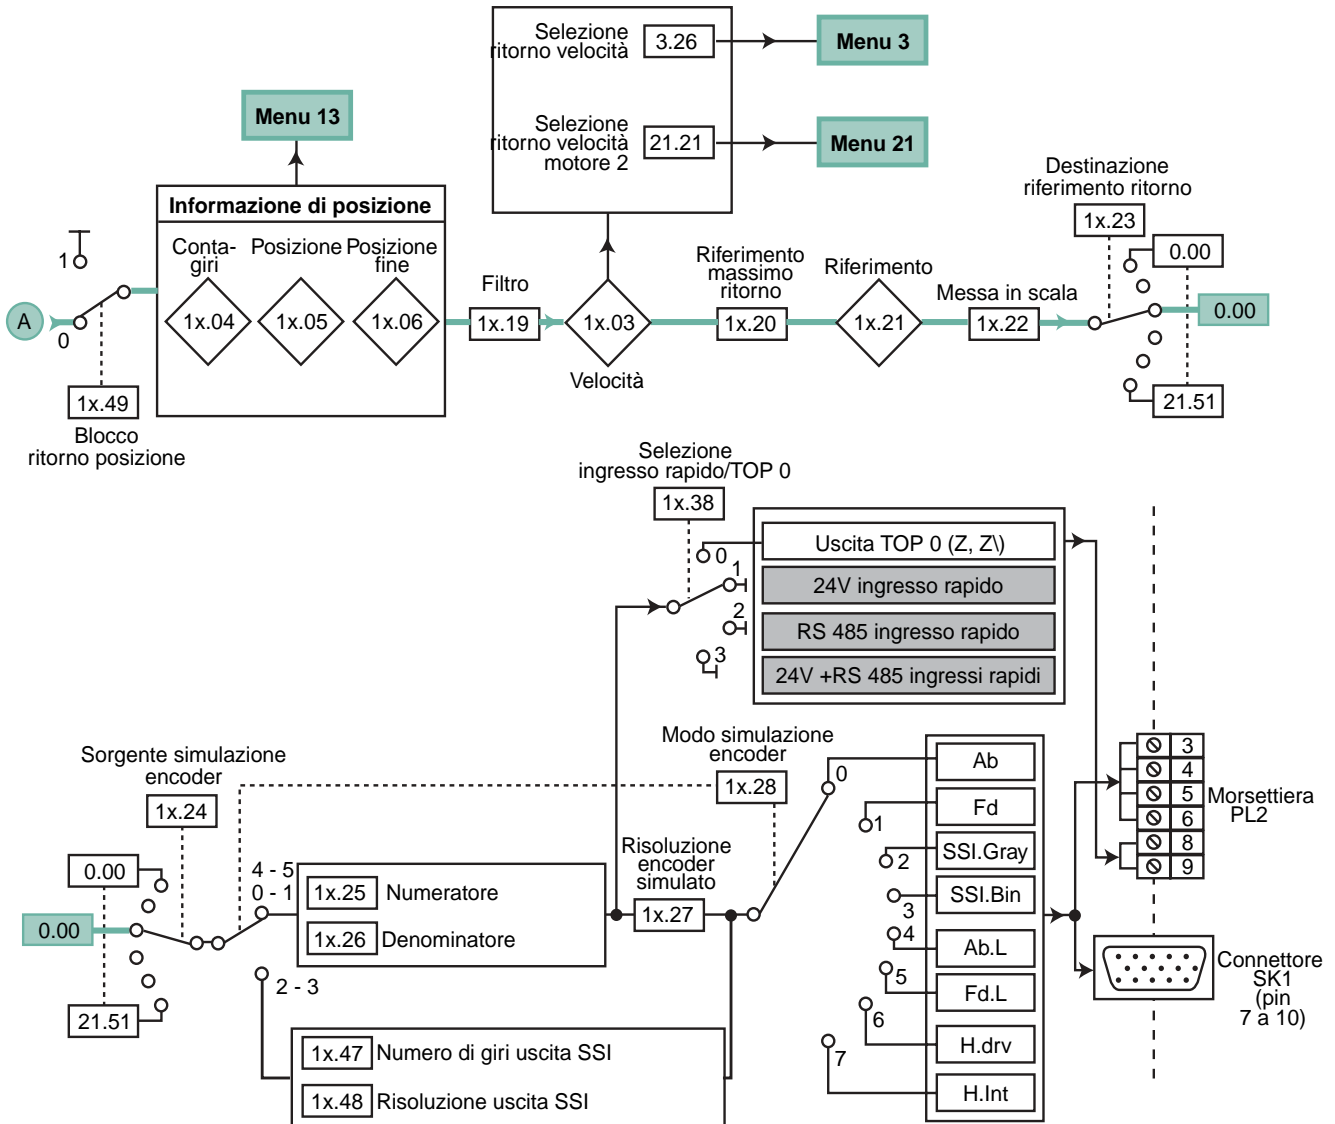 Selezione
ritorno velocità
3.26
Menu 3
Menu 13
Selezione
ritorno velocità
motore 2
21.21
Menu 21
Destinazione
riferimento ritorno
1x.23
Informazione di posizione
Conta-
giri
Posizione
Posizione
fine
1
0.00
Filtro
Riferimento
massimo
ritorno
Riferimento
Messa in scala
A
0
1x.04
1x.05
1x.06
1x.19
1x.03
1x.20
1x.21
1x.22
0.00
Velocità
1x.49
21.51
Blocco
ritorno posizione
Selezione
ingresso rapido/TOP 0
1x.38
0
Uscita TOP 0 (Z, Z\)
1
24V ingresso rapido
2
RS 485 ingresso rapido
3
24V +RS 485 ingressi rapidi
Sorgente simulazione
encoder
1x.24
Modo simulazione
encoder
1x.28
0
Ab
1
Fd
2
SSI.Gray
3
SSI.Bin
4
Ab.L
5
Fd.L
6
H.drv
7
H.Int
3
4
5
6
8
9
Morsettiera
PL2
0.00
4 - 5
0 - 1
1x.25
Numeratore
1x.26
Denominatore
Risoluzione
encoder
simulato
1x.27
0.00
2 - 3
21.51
1x.47
Numero di giri uscita SSI
1x.48
Risoluzione uscita SSI
Connettore
SK1
(pin
7 a 10)